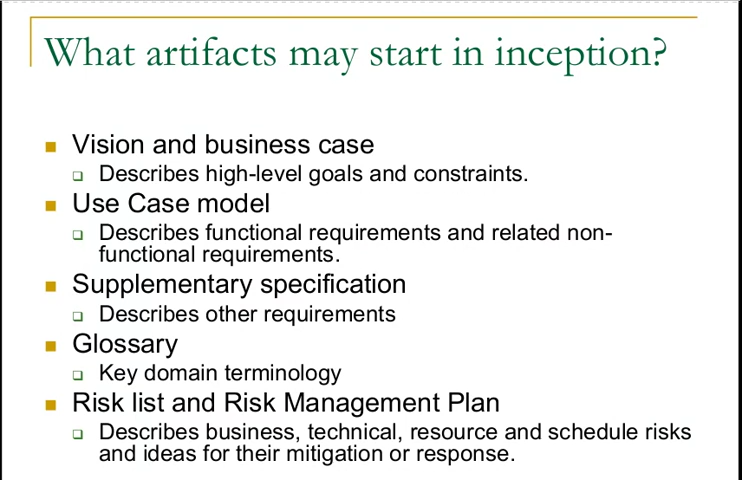 What artifacts may start in inception?
Vision and business case
Describes high-level goals and constraints.
Use Case model
Describes functional requirements and related non-
functional requirements.
Supplementary specification
Describes other requirements
Glossary
Key domain terminology
Risk list and Risk Management Plan
Describes business, technical, resource and schedule risks
and ideas for their mitigation or response.